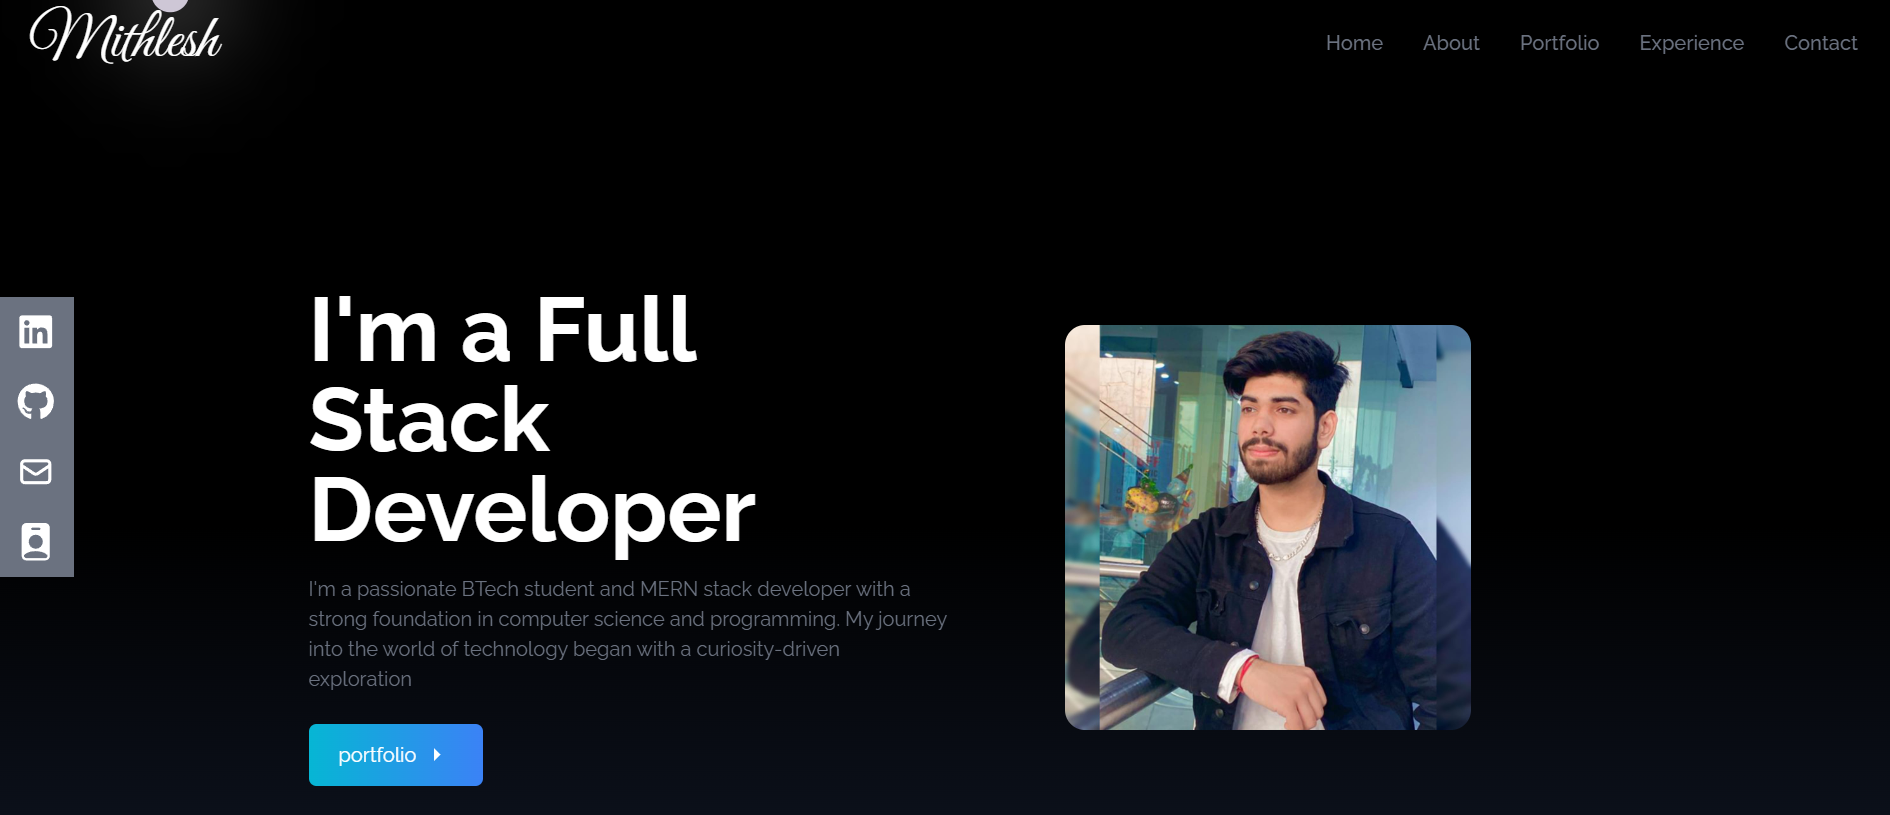 Mithlesh
Home About Portfolio Experience Contact
I'm a Full
Stack
Developer
in
I'm a passionate BTech student and MERN stack developer with a
strong foundation in computer science and programming. My journey
into the world of technology began with a curiosity-driven
exploration
portfolio